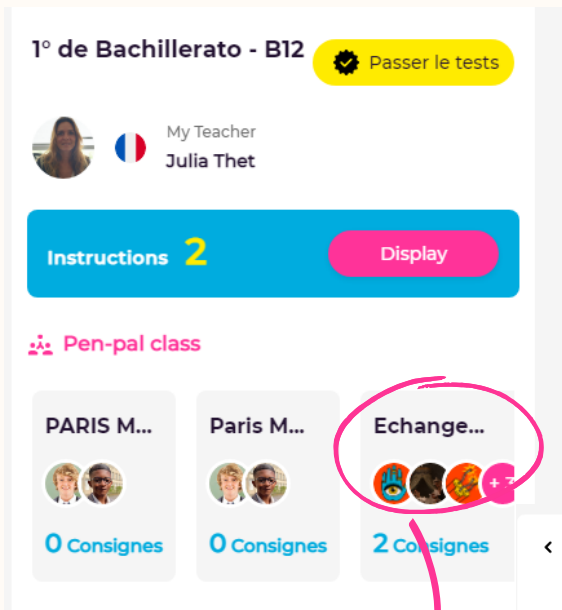 1° de Bachillerato - B12
Passer le tests
My Teacher
Julia Thet
Instructions 2
Display
Pen-pal class
PARIS M...
Paris M...
Echange...
0 Consignes
0 Consignes
2 Consignes